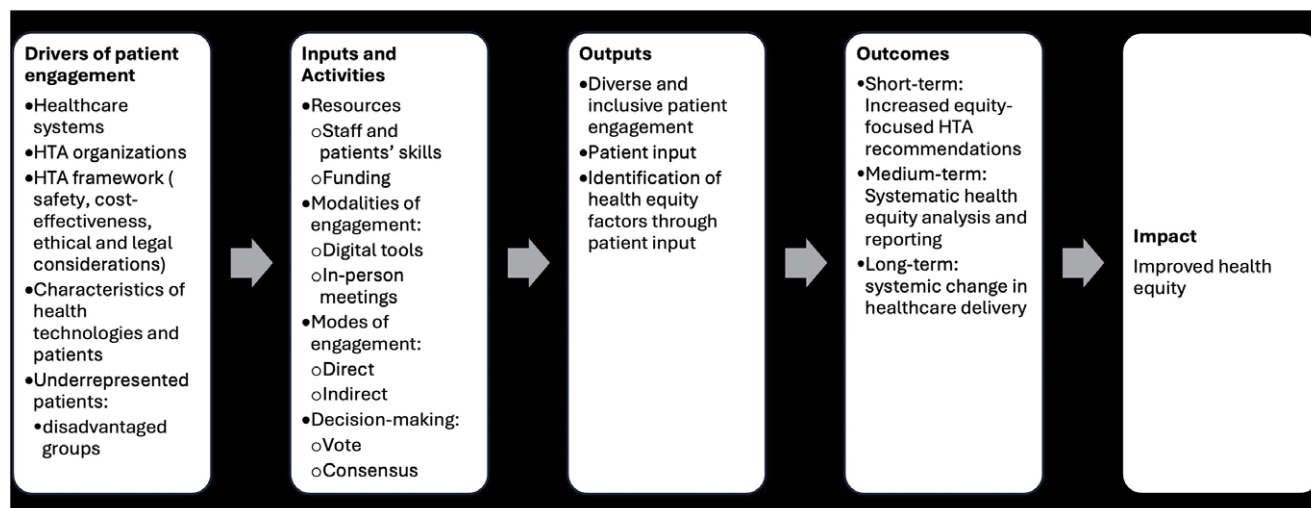 Drivers of patient
engagement
•Healthcare
systems
•HTA organizations
•HTA framework (
safety, cost-
effectiveness,
ethical and legal
considerations)
•Characteristics of
health
technologies and
patients
•Underrepresented
patients:
•disadvantaged
groups
Inputs and
Activities
•Resources
oStaff and
patients’ skills
oFunding
•Modalities of
engagement:
oDigital tools
oIn-person
meetings
•Modes of
engagement:
oDirect
oIndirect
•Decision-making:
oVote
oConsensus
Outputs
•Diverse and
inclusive patient
engagement
•Patient input
•Identification of
health equity
factors through
patient input
Outcomes
•Short-term:
Increased equity-
focused HTA
recommendations
•Medium-term:
Systematic health
equity analysis and
reporting
•Long-term:
systemic change in
healthcare delivery
Impact
Improved health
equity